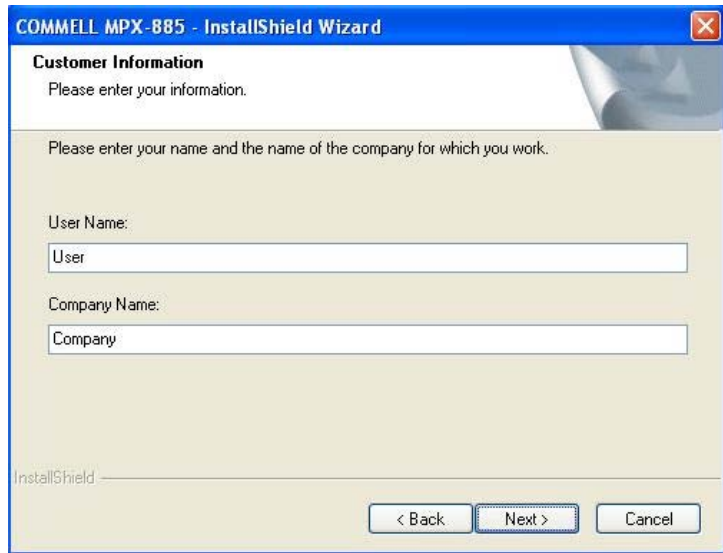 COMMELL MPX-885 - InstallShield Wizard
Customer Information
Please enter your information.
Please enter your name and the name of the company for which you work.
User Name:
User
Company Name:
Company
InstallShield
< Back
Next >
Cancel